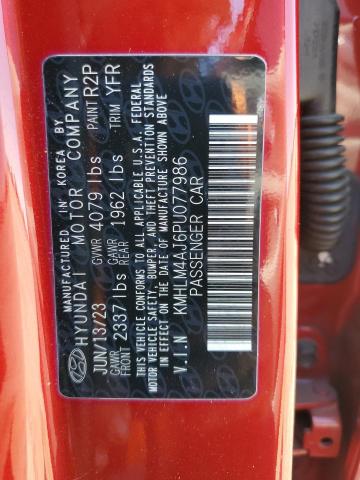 MANUFACTURED IN KOREA BY
HYUNDAI MOTOR COMPANY
JUN/13/23 GVWR 4079 lbs PAINT R2P
GAWR FRONT 2337 lbs GAWR REAR 1962 lbs TRIM YFR
THIS VEHICLE CONFORMS TO ALL APPLICABLE U.S.A. FEDERAL
MOTOR VEHICLE SAFETY, BUMPER, AND THEFT PREVENTION STANDARDS
IN EFFECT ON THE DATE OF MANUFACTURE SHOWN ABOVE.
V.I.N KMHLM4AJ6PU077986
PASSENGER CAR